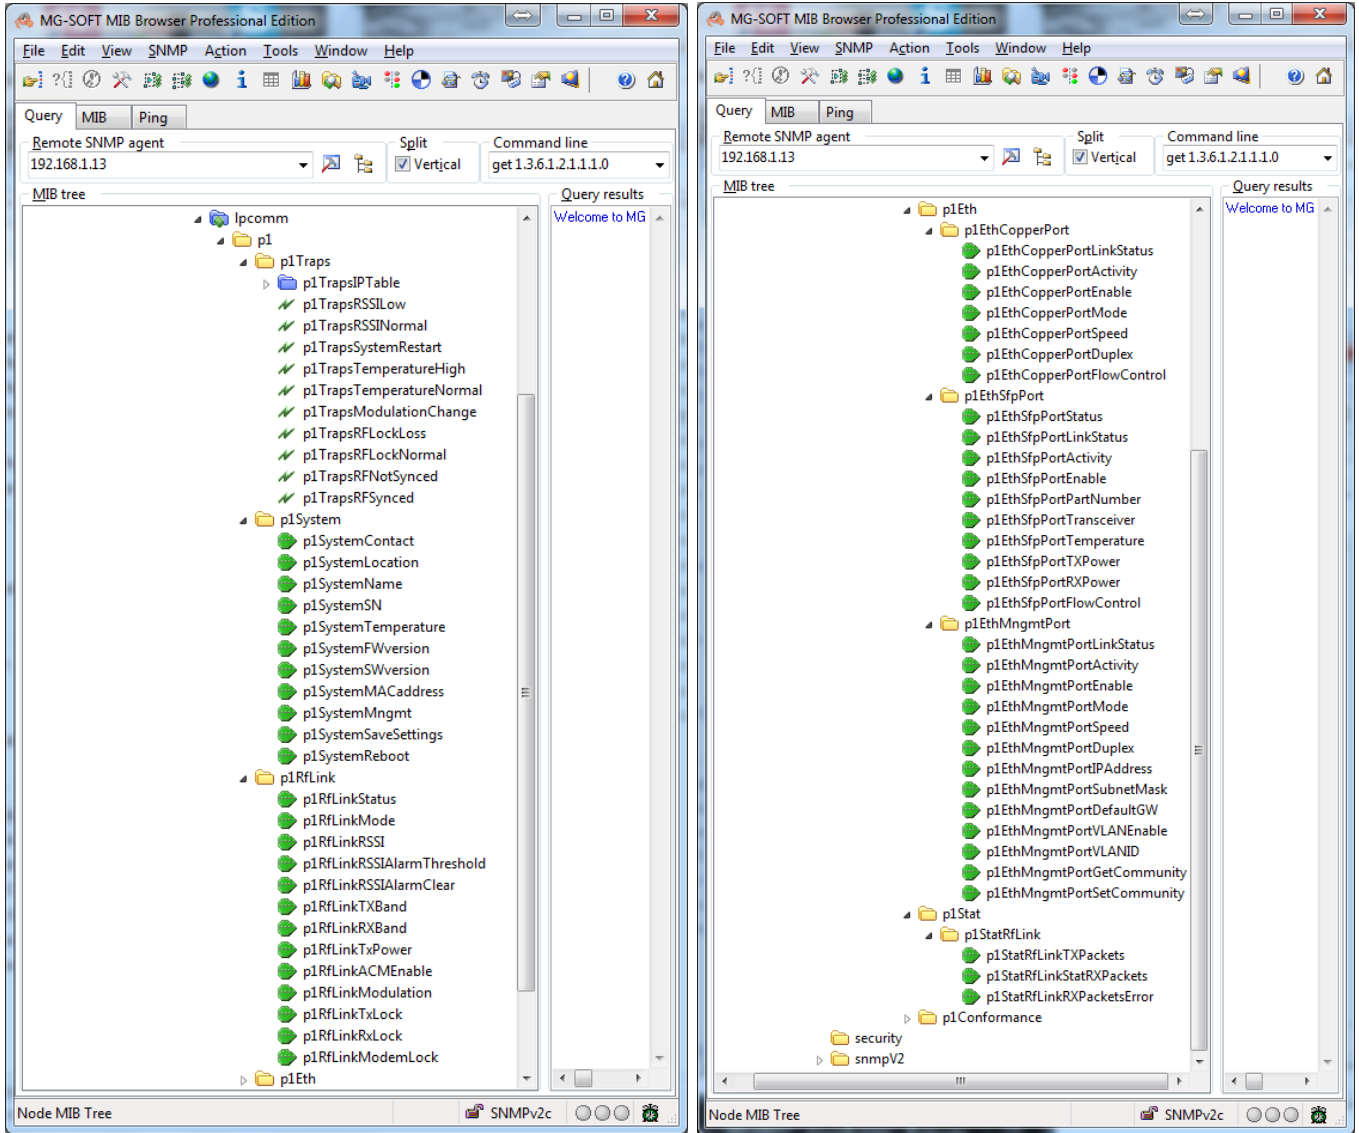 MG-SOFT MIB Browser Professional Edition
File Edit View SNMP Action Tools Window Help
Query MIB Ping
Remote SNMP agent Split Command line
192.168.1.13 Vertical get 1.3.6.1.2.1.1.1.0
MIB tree Query results
Ipcomm
Welcome to MG
p1
p1Traps
p1TrapsIPTable
p1TrapsRSSILow
p1TrapsRSSINormal
p1TrapsSystemRestart
p1TrapsTemperatureHigh
p1TrapsTemperatureNormal
p1TrapsModulationChange
p1TrapsRFLockLoss
p1TrapsRFLockNormal
p1TrapsRFNotSynced
p1TrapsRFSynced
p1System
p1SystemContact
p1SystemLocation
p1SystemName
p1SystemSN
p1SystemTemperature
p1SystemFWversion
p1SystemSWversion
p1SystemMACaddress
p1SystemMngmt
p1SystemSaveSettings
p1SystemReboot
p1RfLink
p1RfLinkStatus
p1RfLinkMode
p1RfLinkRSSI
p1RfLinkRSSIAlarmThreshold
p1RfLinkRSSIAlarmClear
p1RfLinkTXBand
p1RfLinkRXBand
p1RfLinkTxPower
p1RfLinkACMEnable
p1RfLinkModulation
p1RfLinkTxLock
p1RfLinkRxLock
p1RfLinkModemLock
p1Eth
Node MIB Tree SNMPv2c
MG-SOFT MIB Browser Professional Edition
File Edit View SNMP Action Tools Window Help
Query MIB Ping
Remote SNMP agent Split Command line
192.168.1.13 Vertical get 1.3.6.1.2.1.1.1.0
MIB tree Query results
p1Eth
Welcome to MG
p1EthCopperPort
p1EthCopperPortLinkStatus
p1EthCopperPortActivity
p1EthCopperPortEnable
p1EthCopperPortMode
p1EthCopperPortSpeed
p1EthCopperPortDuplex
p1EthCopperPortFlowControl
p1EthSfpPort
p1EthSfpPortStatus
p1EthSfpPortLinkStatus
p1EthSfpPortActivity
p1EthSfpPortEnable
p1EthSfpPortPartNumber
p1EthSfpPortTransceiver
p1EthSfpPortTemperature
p1EthSfpPortTXPower
p1EthSfpPortRXPower
p1EthSfpPortFlowControl
p1EthMngmtPort
p1EthMngmtPortLinkStatus
p1EthMngmtPortActivity
p1EthMngmtPortEnable
p1EthMngmtPortMode
p1EthMngmtPortSpeed
p1EthMngmtPortDuplex
p1EthMngmtPortIPAddress
p1EthMngmtPortSubnetMask
p1EthMngmtPortDefaultGW
p1EthMngmtPortVLANEnable
p1EthMngmtPortVLANID
p1EthMngmtPortGetCommunity
p1EthMngmtPortSetCommunity
p1Stat
p1StatRfLink
p1StatRfLinkTXPackets
p1StatRfLinkStatRXPackets
p1StatRfLinkRXPacketsError
p1Conformance
security
snmpV2
Node MIB Tree SNMPv2c